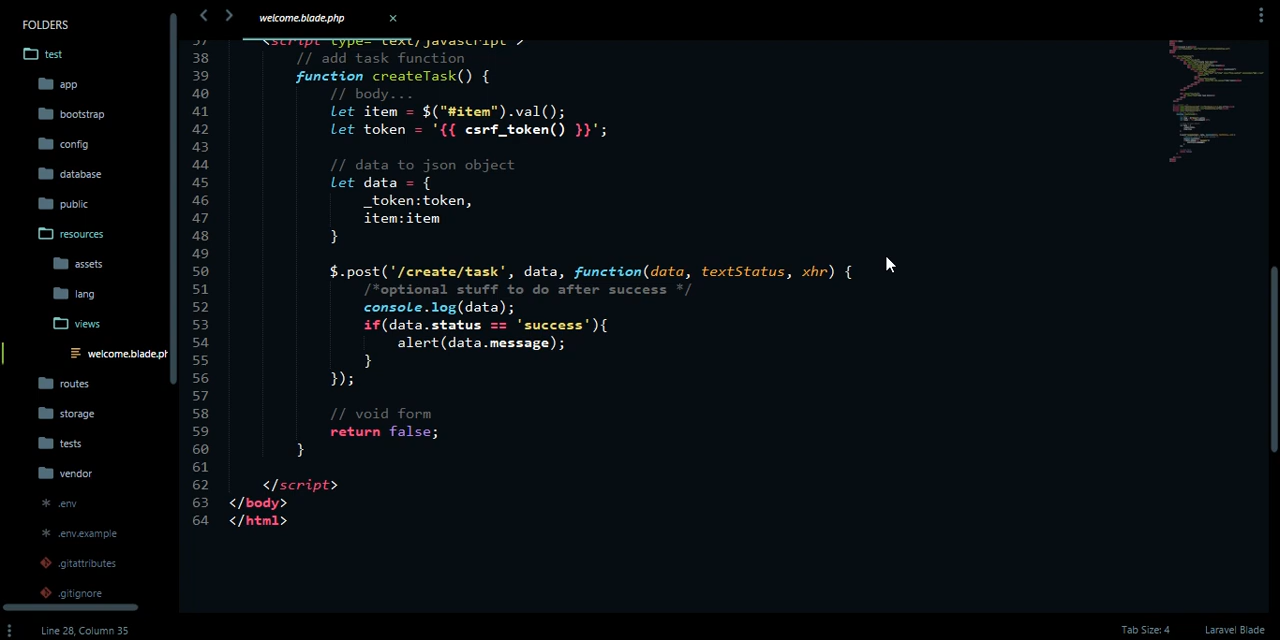 FOLDERS
test
app
bootstrap
config
database
public
resources
assets
lang
views
welcome.blade.ph
routes
storage
tests
vendor
.env
.env.example
.gitattributes
.gitignore
welcome.blade.php
37 <script type="text/javascript">
38 // add task function
39 function createTask() {
40 // body...
41 let item = $("#item").val();
42 let token = '{{ csrf_token() }}';
43
44 // data to json object
45 let data = {
46 _token:token,
47 item:item
48 }
49
50 $.post('/create/task', data, function(data, textStatus, xhr) {
51 /*optional stuff to do after success */
52 console.log(data);
53 if(data.status == 'success'){
54 alert(data.message);
55 }
56 });
57
58 // void form
59 return false;
60 }
61
62 </script>
63 </body>
64 </html>
Line 28, Column 35
Tab Size: 4
Laravel Blade